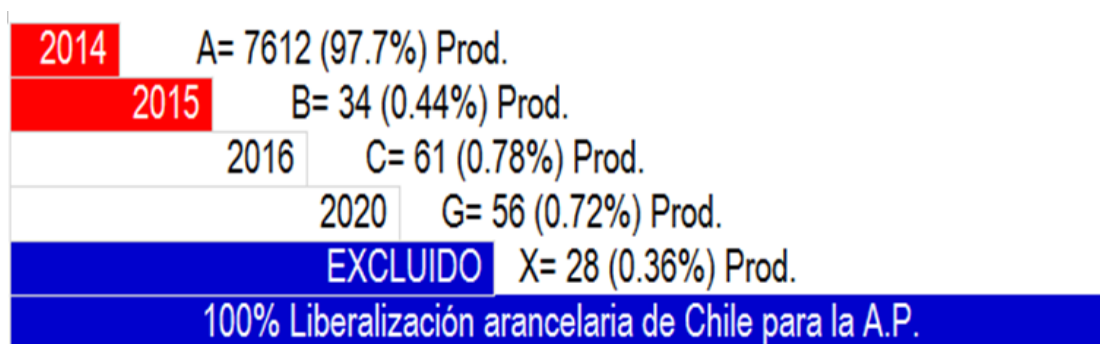 2014 A= 7612 (97.7%) Prod.
2015 B= 34 (0.44%) Prod.
2016 C= 61 (0.78%) Prod.
2020 G= 56 (0.72%) Prod.
EXCLUIDO X= 28 (0.36%) Prod.
100% Liberalización arancelaria de Chile para la A.P.